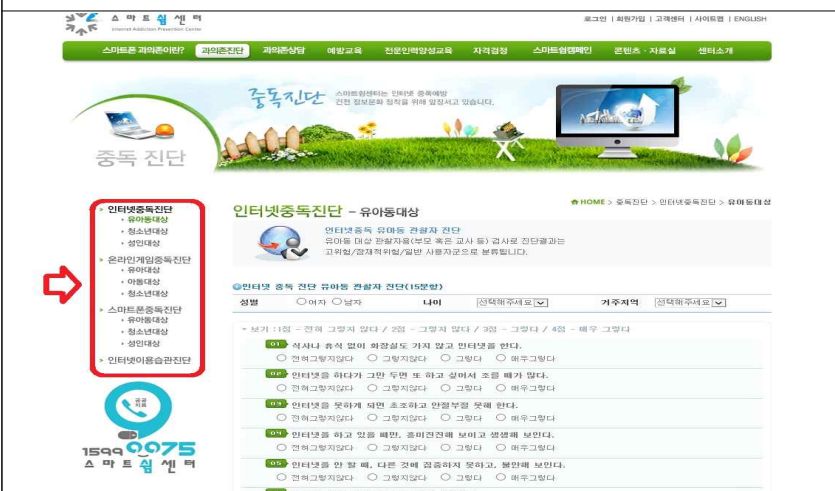 스마트쉼센터
Internet Addiction Prevention Center
로그인 | 회원가입 | 고객센터 | 사이트맵 | ENGLISH
스마트폰 과의존이란? 과의존진단 과의존상담 예방교육 전문인력양성교육 자격검정 스마트쉼캠페인 콘텐츠·자료실 센터소개
중독진단
스마트쉼센터는 인터넷 중독예방
건전 정보문화 정착을 위해 앞장서고 있습니다.
중독 진단
> 인터넷중독진단
· 유아동대상
· 청소년대상
· 성인대상
> 온라인게임중독진단
· 유아대상
· 아동대상
· 청소년대상
> 스마트폰중독진단
· 유아동대상
· 청소년대상
· 성인대상
> 인터넷이용습관진단
1599 0075
스마트쉼센터
HOME > 중독진단 > 인터넷중독진단 > 유아동대상
인터넷중독진단 - 유아동대상
인터넷중독 유아동 관찰자 진단
유아동 대상 관찰자용(부모 혹은 교사 등) 검사로 진단결과는
고위험/잠재적위험/일반 사용자군으로 분류됩니다.
인터넷 중독 진단 유아동 관찰자 진단(15문항)
성별 여자 남자 나이 선택해주세요 거주지역 선택해주세요
보기 :1점 - 전혀 그렇지 않다 / 2점 - 그렇지 않다 / 3점 - 그렇다 / 4점 - 매우 그렇다
01 식사나 휴식 없이 화장실도 가지 않고 인터넷을 한다.
전혀그렇지않다 그렇지않다 그렇다 매우그렇다
02 인터넷을 하다가 그만 두면 또 하고 싶어서 조를 때가 많다.
전혀그렇지않다 그렇지않다 그렇다 매우그렇다
03 인터넷을 못하게 되면 초조하고 안절부절 못해 한다.
전혀그렇지않다 그렇지않다 그렇다 매우그렇다
04 인터넷을 하고 있을 때만, 흥미진진해 보이고 생생해 보인다.
전혀그렇지않다 그렇지않다 그렇다 매우그렇다
05 인터넷을 안 할 때, 다른 것에 집중하지 못하고, 불안해 보인다.
전혀그렇지않다 그렇지않다 그렇다 매우그렇다